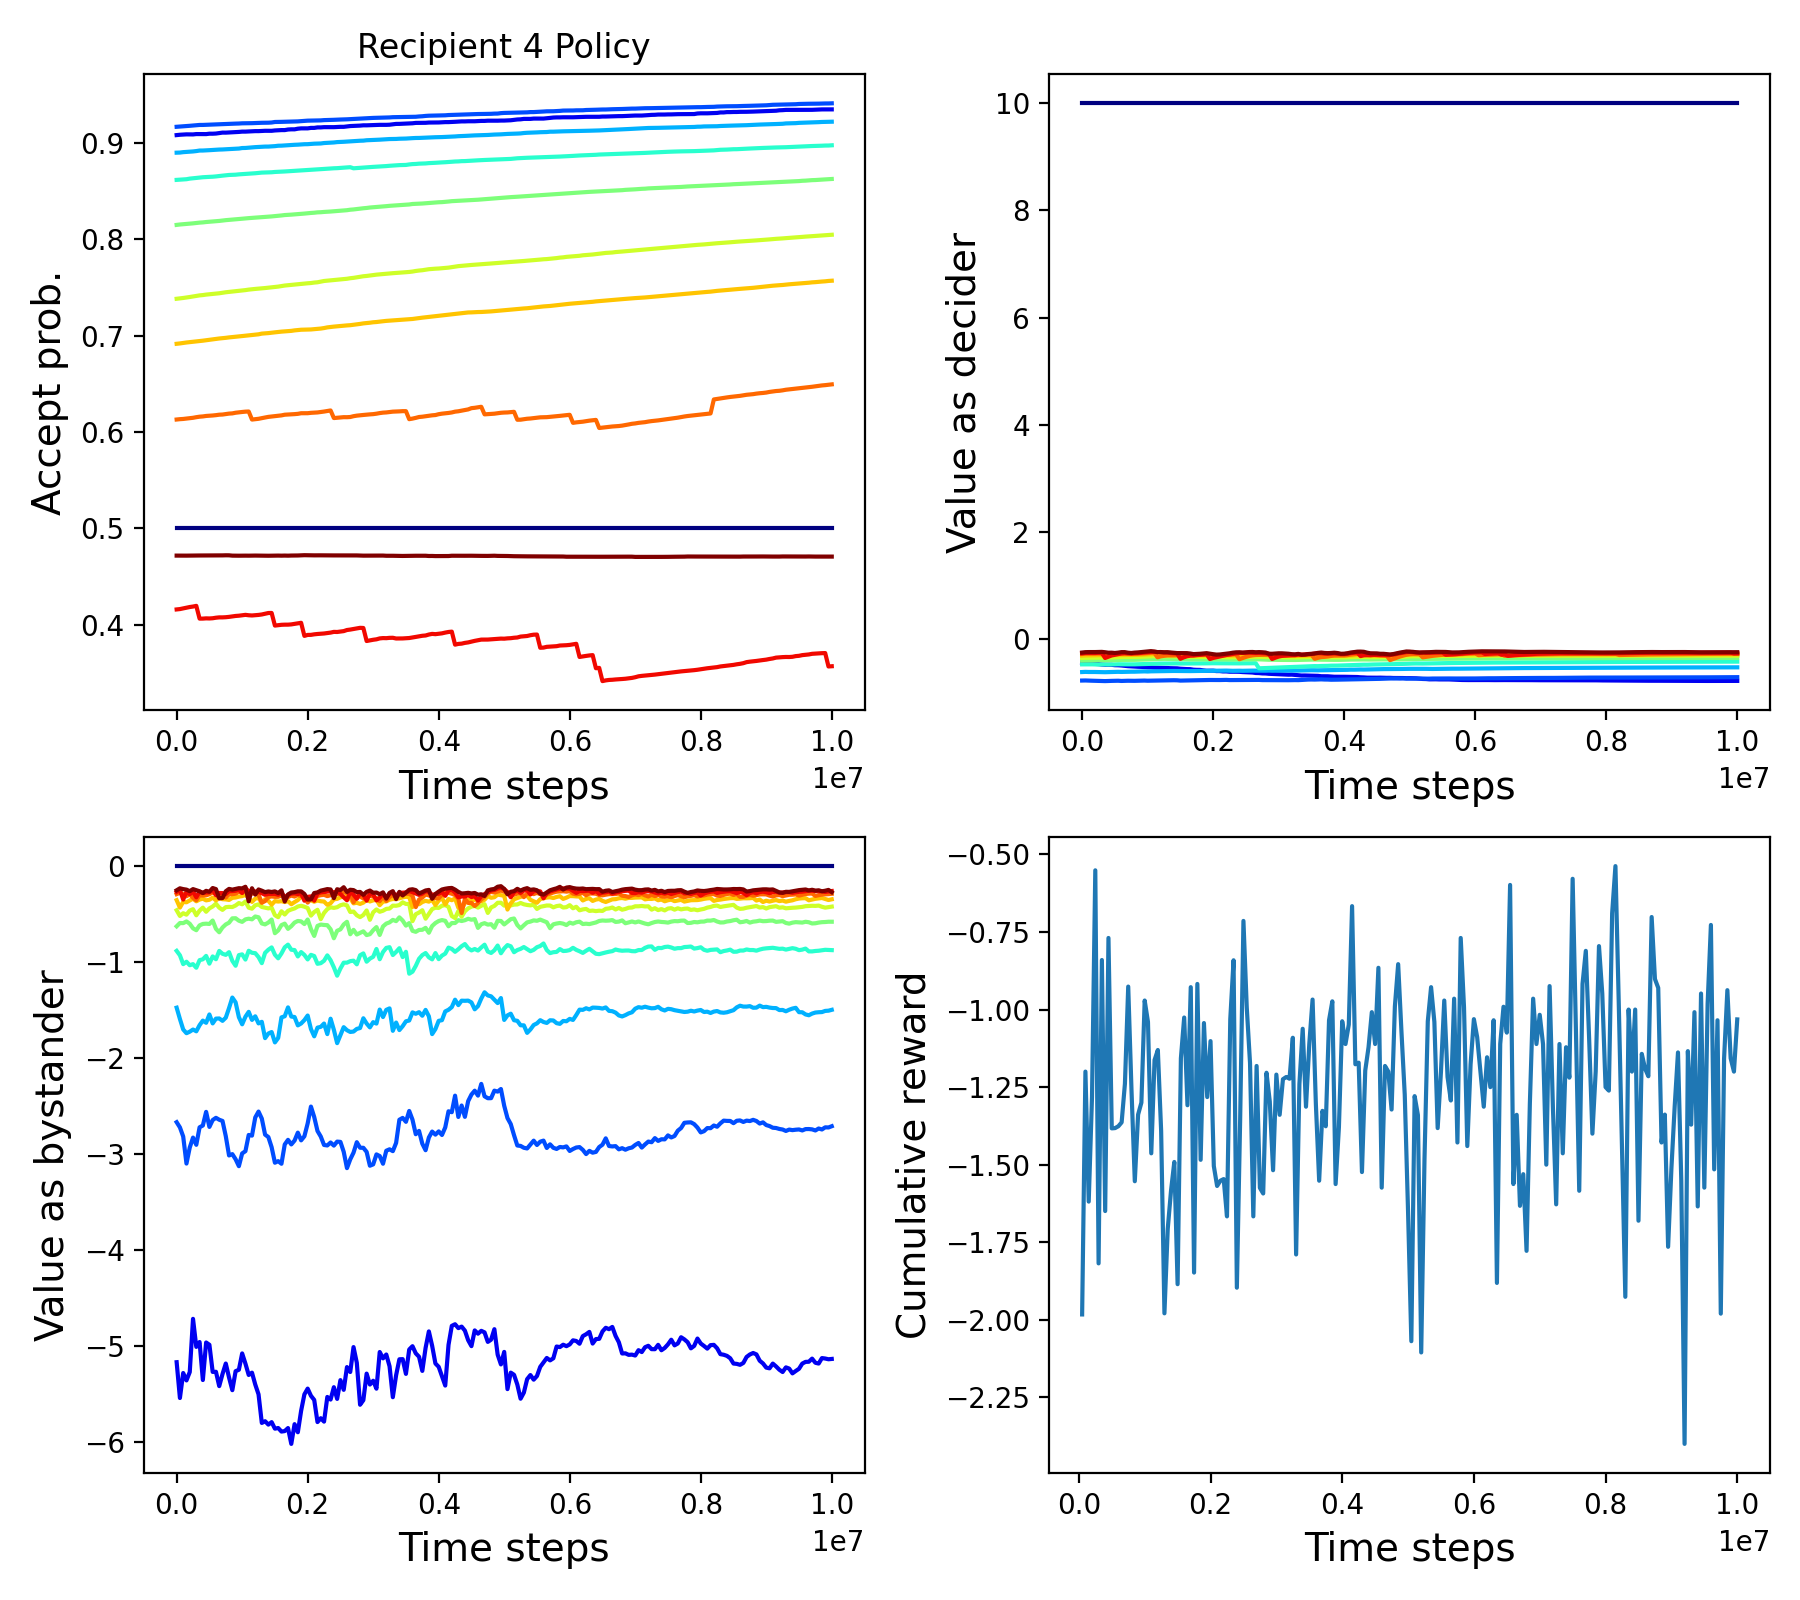 Recipient 4 Policy
Accept prob.
0.9
0.8
0.7
0.6
0.5
0.4
0.0 0.2 0.4 0.6 0.8 1.0
1e7
Time steps
Value as decider
10
8
6
4
2
0
0.0 0.2 0.4 0.6 0.8 1.0
1e7
Time steps
Value as bystander
0
−1
−2
−3
−4
−5
−6
0.0 0.2 0.4 0.6 0.8 1.0
1e7
Time steps
Cumulative reward
−0.50
−0.75
−1.00
−1.25
−1.50
−1.75
−2.00
−2.25
0.0 0.2 0.4 0.6 0.8 1.0
1e7
Time steps